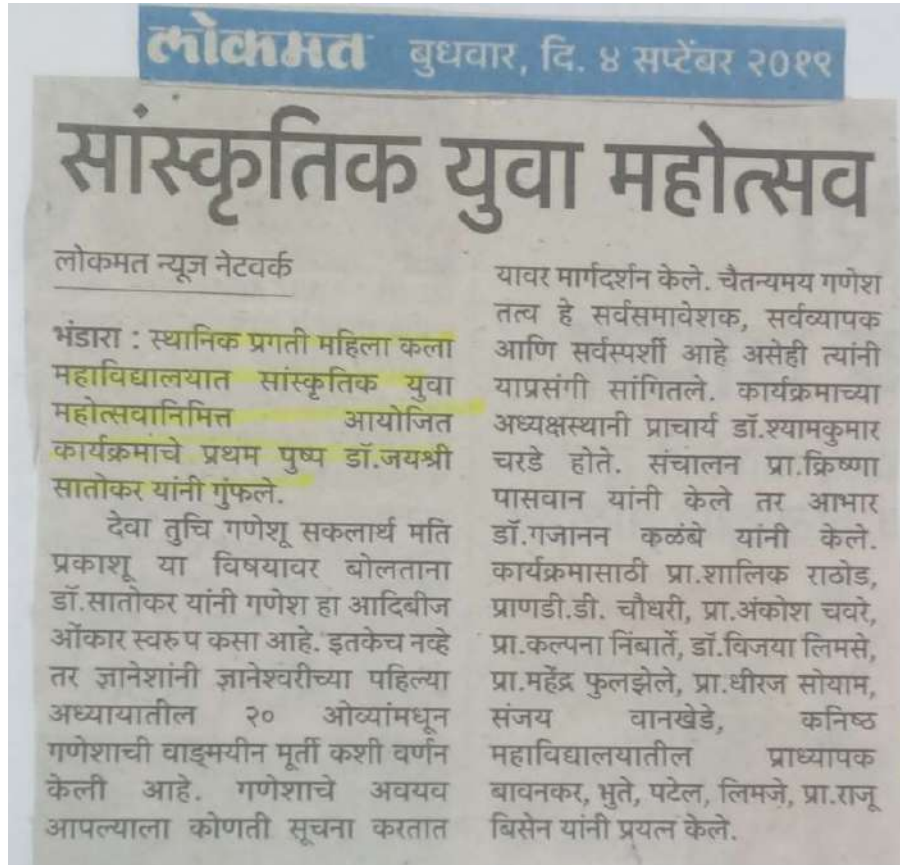 लोकमत बुधवार, दि. ४ सप्टेंबर २०१९
सांस्कृतिक युवा महोत्सव
लोकमत न्यूज नेटवर्क
भंडारा : स्थानिक प्रगती महिला कला
महाविद्यालयात सांस्कृतिक युवा
महोत्सवानिमित्त आयोजित
कार्यक्रमांचे प्रथम पुष्प डॉ.जयश्री
सातोकर यांनी गुंफले.
देवा तुचि गणेशू सकलार्थ मति
प्रकाशू या विषयावर बोलताना
डॉ.सातोकर यांनी गणेश हा आदिबीज
ओंकार स्वरु प कसा आहे. इतकेच नव्हे
तर ज्ञानेशांनी ज्ञानेश्वरीच्या पहिल्या
अध्यायातील २० ओव्यांमधून
गणेशाची वाङ्मयीन मूर्ती कशी वर्णन
केली आहे. गणेशाचे अवयव
आपल्याला कोणती सूचना करतात
यावर मार्गदर्शन केले. चैतन्यमय गणेश
तत्व हे सर्वसमावेशक, सर्वव्यापक
आणि सर्वस्पर्शी आहे असेही त्यांनी
याप्रसंगी सांगितले. कार्यक्रमाच्या
अध्यक्षस्थानी प्राचार्य डॉ.श्यामकुमार
चरडे होते. संचालन प्रा.क्रिष्णा
पासवान यांनी केले तर आभार
डॉ.गजानन कळंबे यांनी केले.
कार्यक्रमासाठी प्रा.शालिक राठोड,
प्राणडी.डी. चौधरी, प्रा.अंकोश चवरे,
प्रा.कल्पना निंबार्ते, डॉ.विजया लिमसे,
प्रा.महेंद्र फुलझेले, प्रा.धीरज सोयाम,
संजय वानखेडे, कनिष्ठ
महाविद्यालयातील प्राध्यापक
बावनकर, भुते, पटेल, लिमजे, प्रा.राजू
बिसेन यांनी प्रयत्न केले.